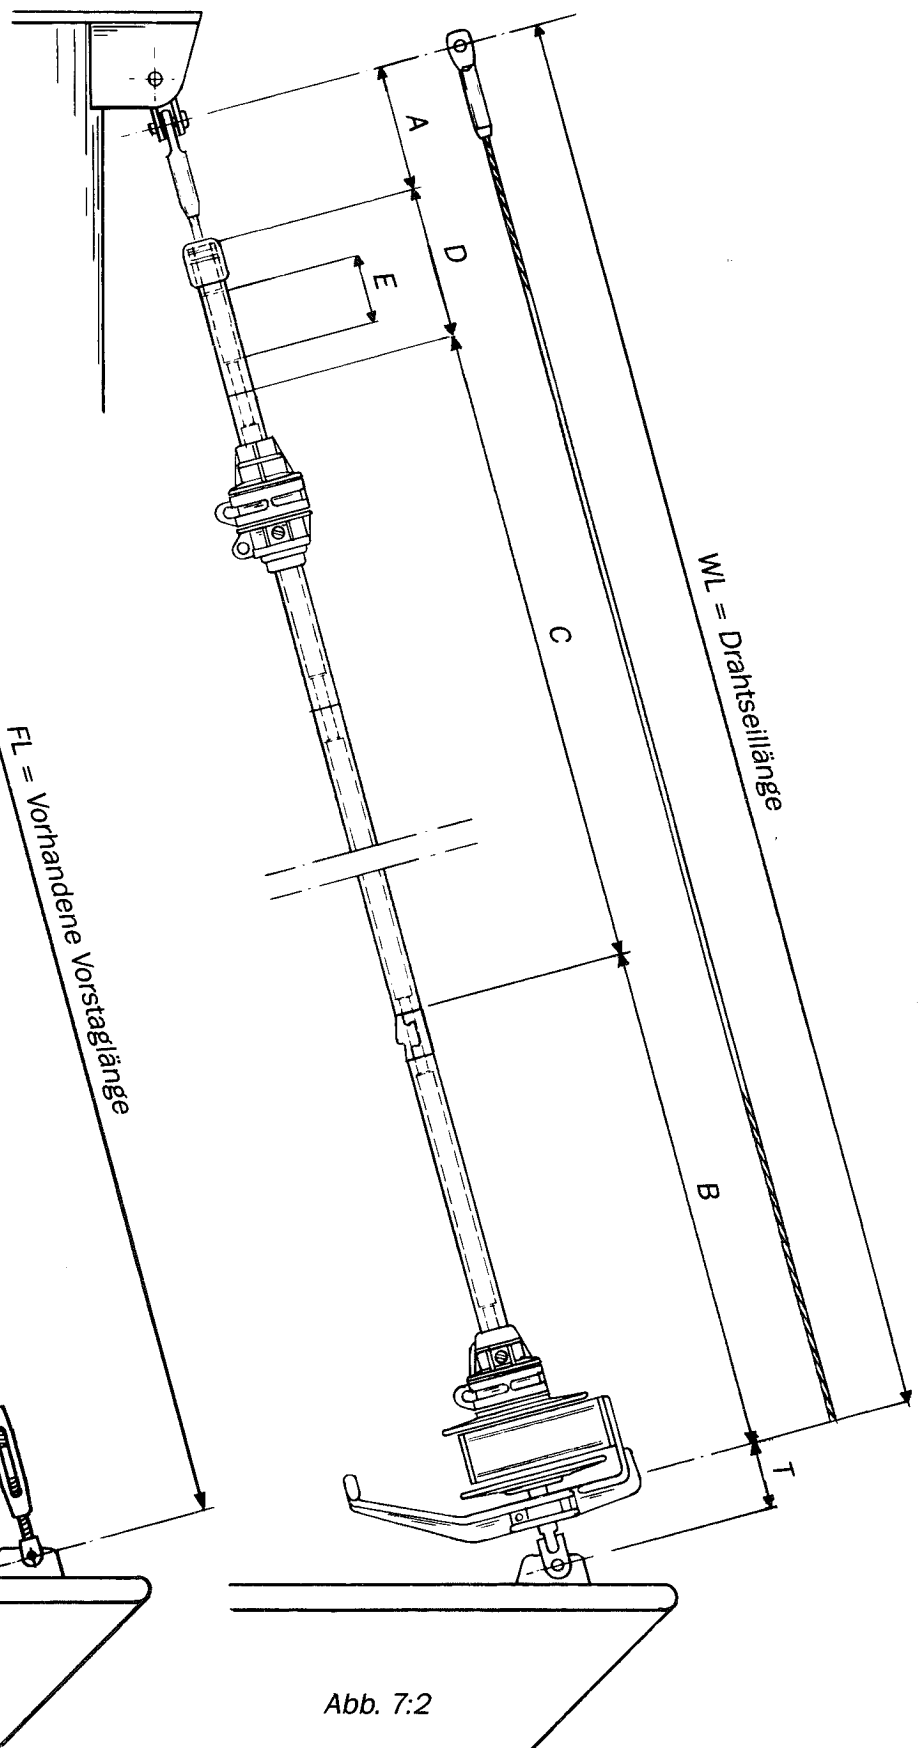 A
D
E
C
WL = Drahtseillänge
B
T
FL = Vorhandene Vorstaglänge
Abb. 7:2